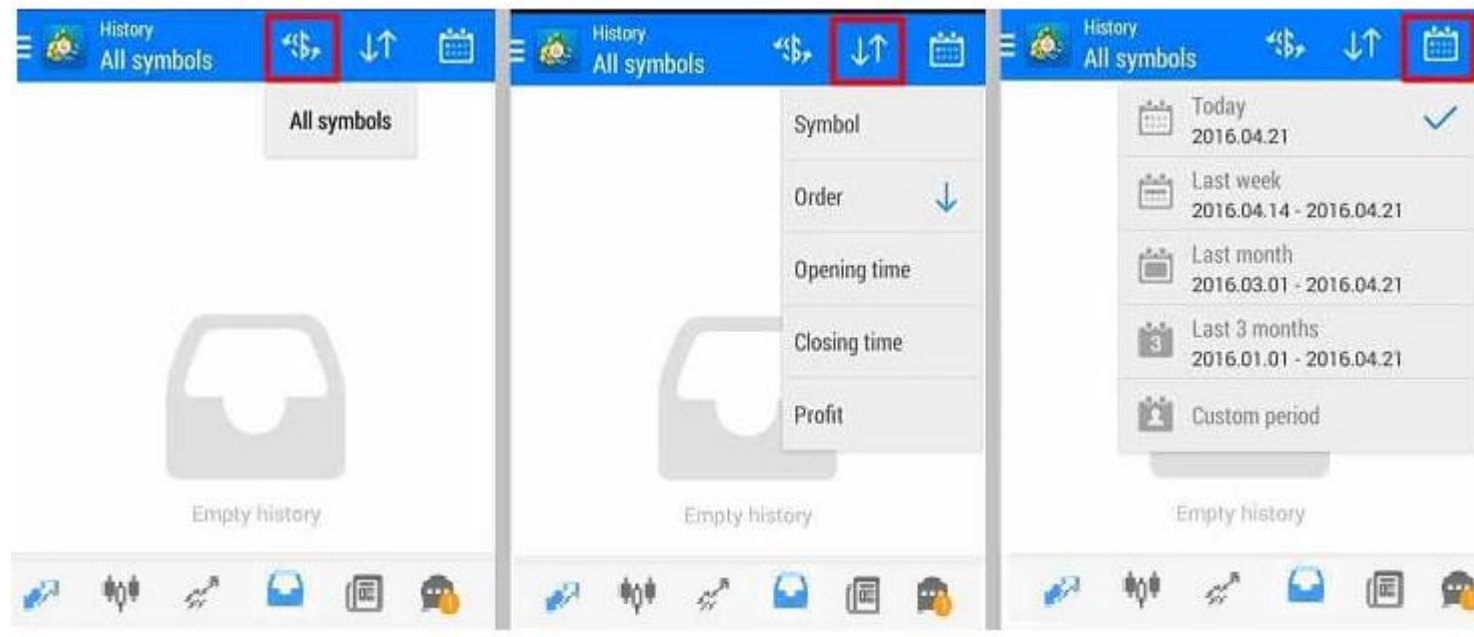 History
All symbols
All symbols
Empty history
History
All symbols
Symbol
Order
Opening time
Closing time
Profit
Empty history
History
All symbols
Today
2016.04.21
Last week
2016.04.14 - 2016.04.21
Last month
2016.03.01 - 2016.04.21
Last 3 months
3
2016.01.01 - 2016.04.21
Custom period
Empty history